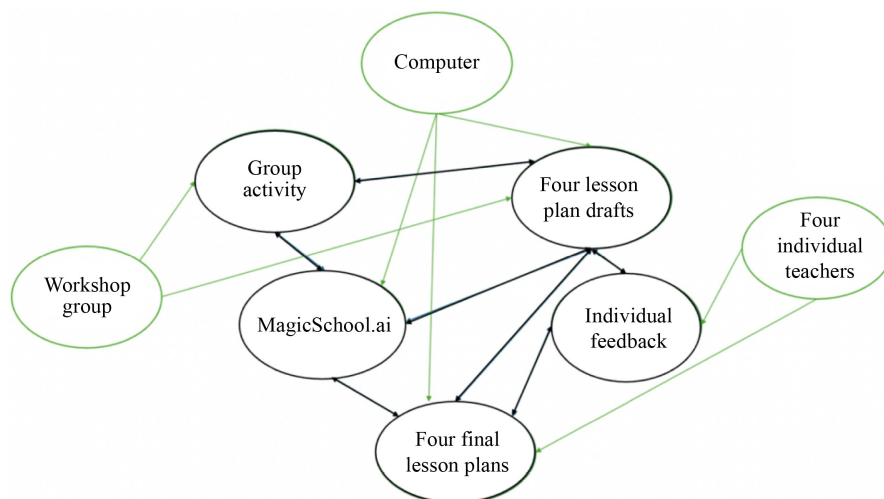 Computer
Group
activity
Four lesson
plan drafts
Four
individual
teachers
Workshop
group
MagicSchool.ai
Individual
feedback
Four final
lesson plans